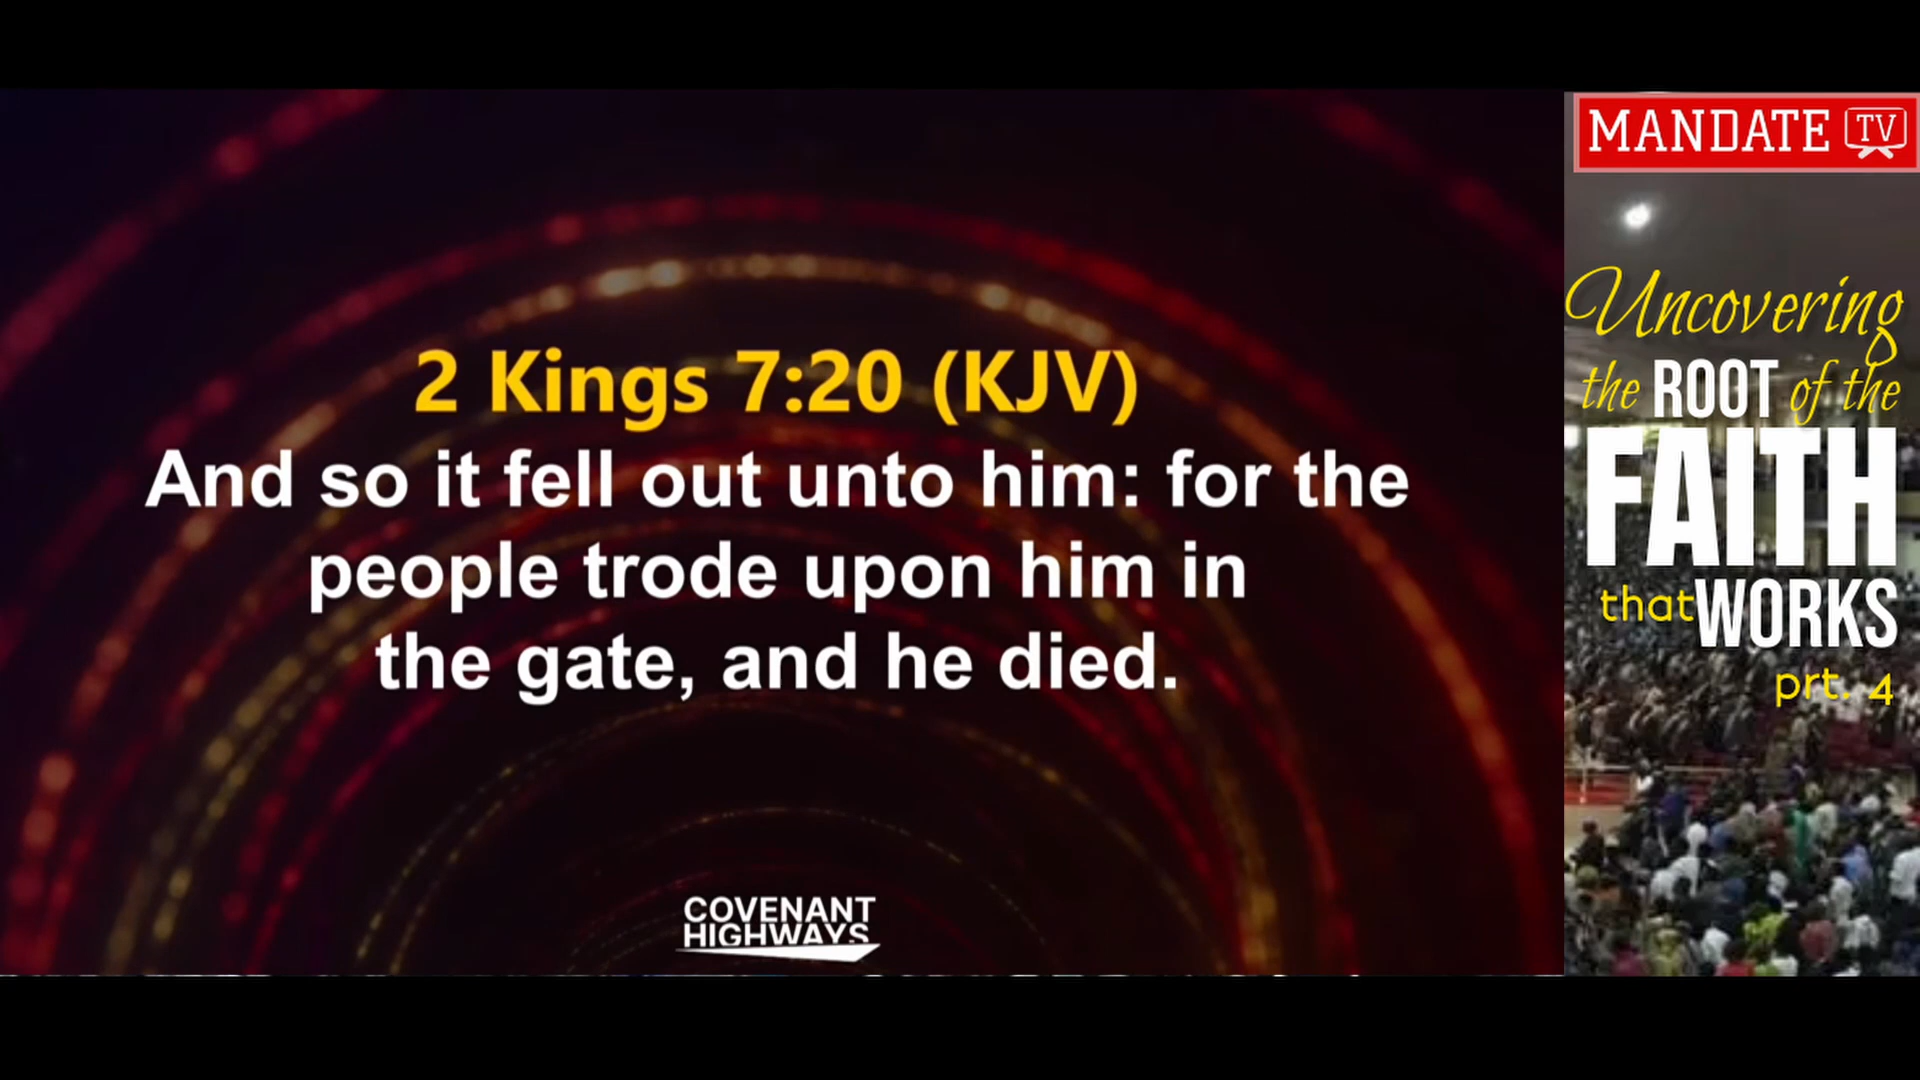 2 Kings 7:20 (KJV)
And so it fell out unto him: for the
people trode upon him in
the gate, and he died.
COVENANT
HIGHWAYS
MANDATE TV
Uncovering
the ROOT of the
FAITH
that WORKS
prt. 4